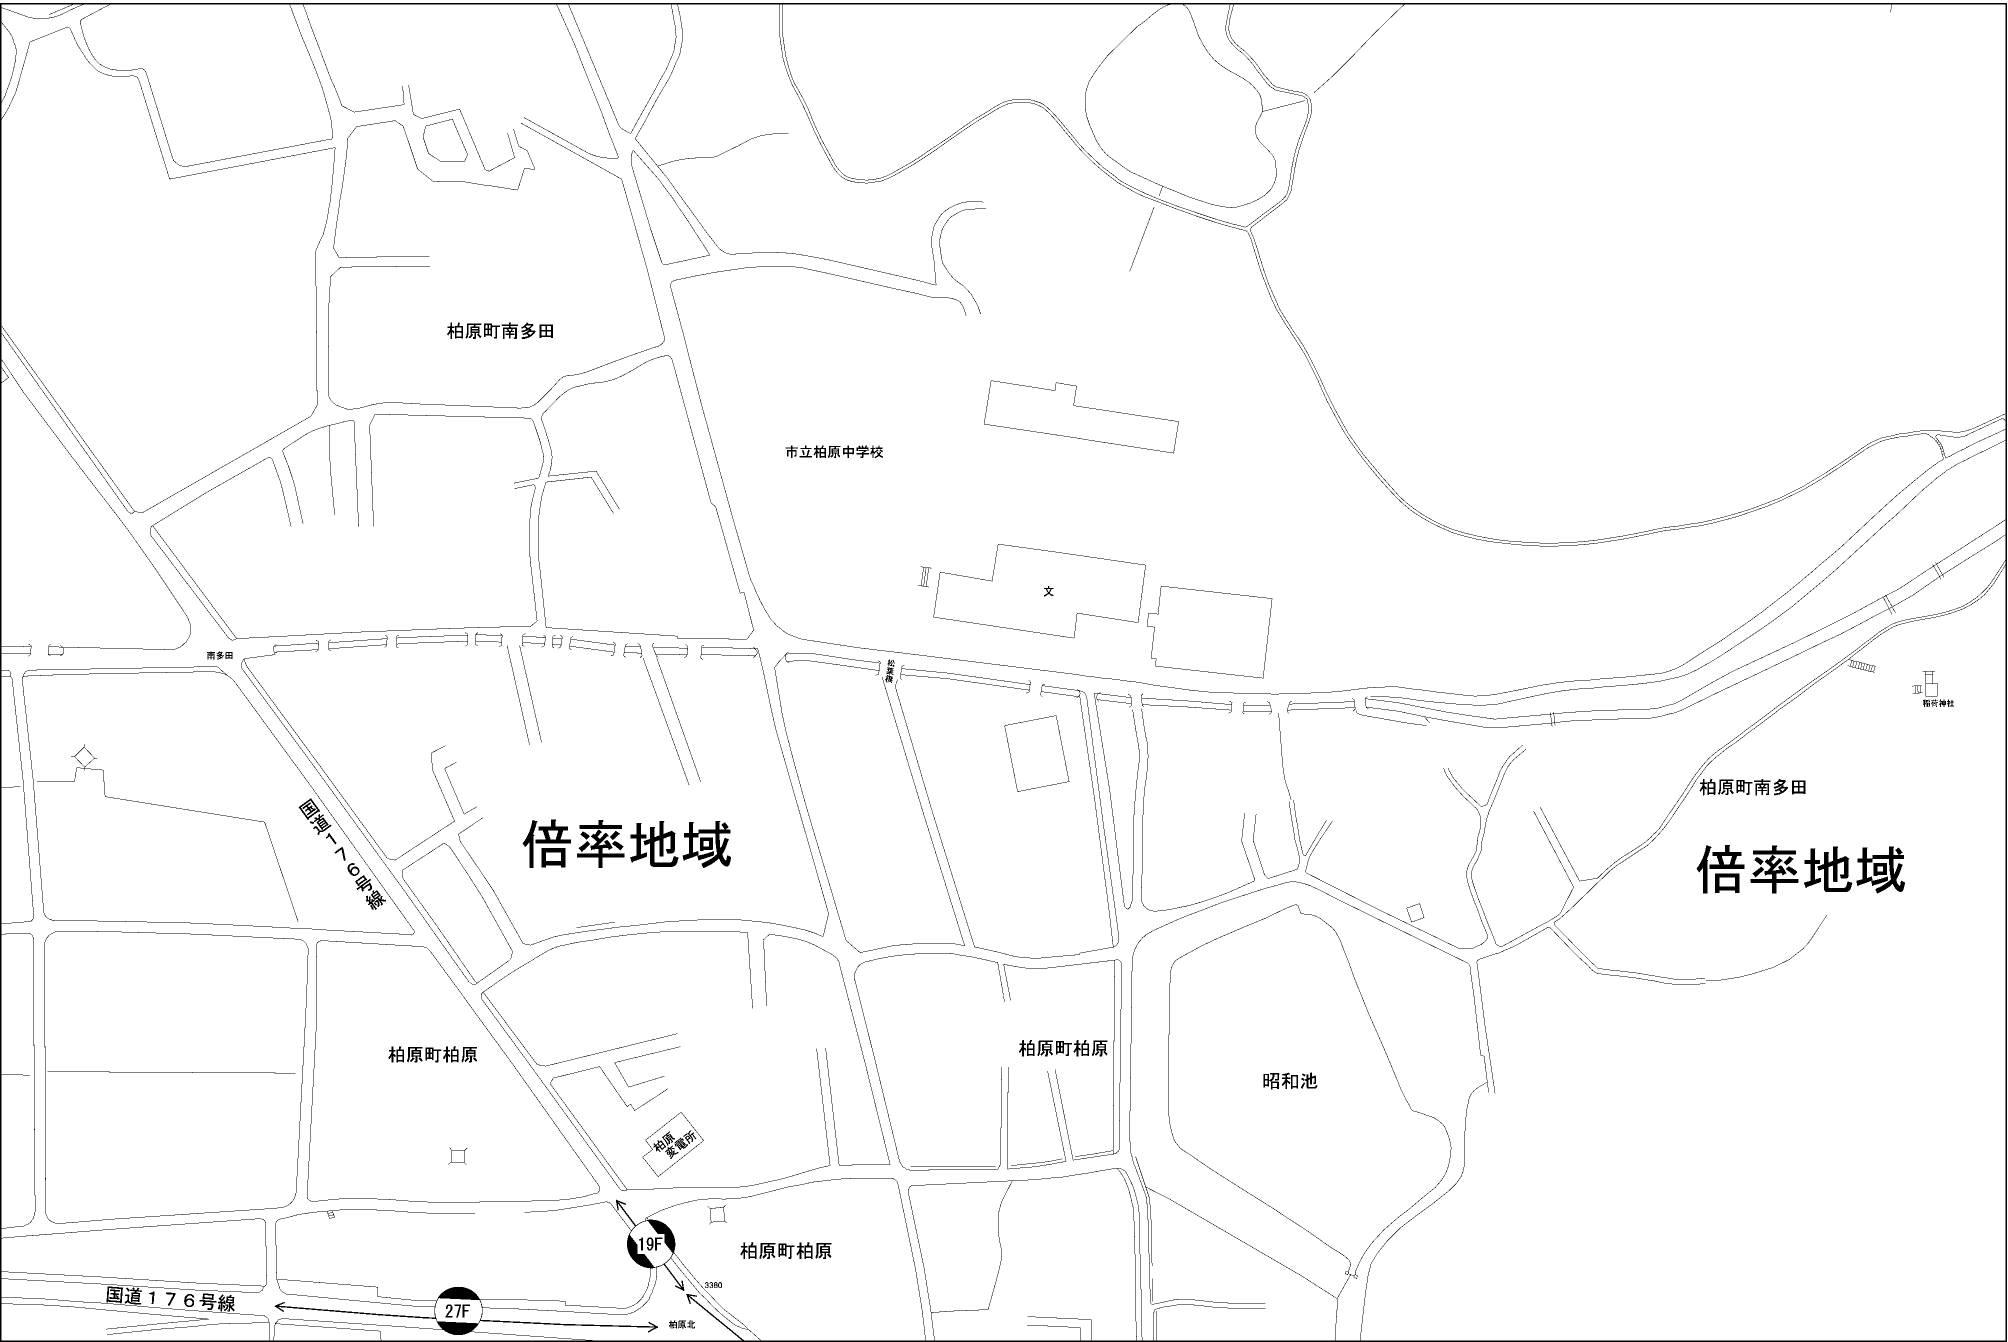 柏原町南多田
市立柏原中学校
文
南多田
松葉橋
稲荷神社
柏原町南多田
国道１７６号線
倍率地域
倍率地域
柏原町柏原
柏原町柏原
昭和池
柏原
変電所
19F
柏原町柏原
3380
国道１７６号線
27F
柏原北